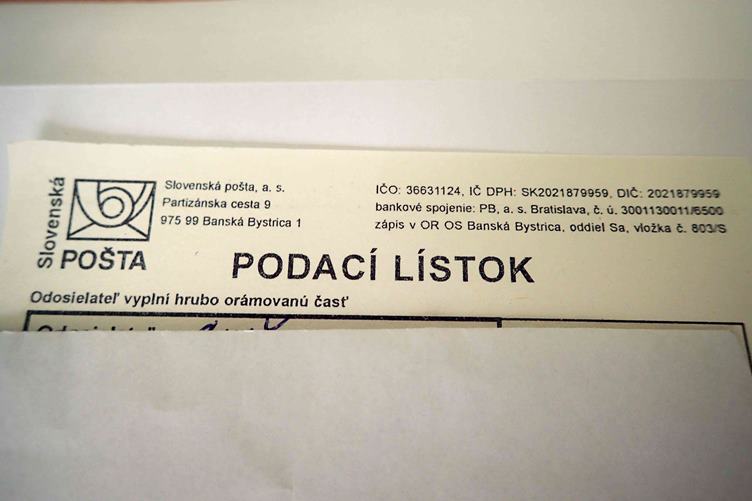 Slovenská
POŠTA
Slovenská pošta, a. s.
Partizánska cesta 9
975 99 Banská Bystrica 1
IČO: 36631124, IČ DPH: SK2021879959, DIČ: 2021879959
bankové spojenie: PB, a. s. Bratislava, č. ú. 3001130011/6500
zápis v OR OS Banská Bystrica, oddiel Sa, vložka č. 803/S
PODACÍ LÍSTOK
Odosielateľ vyplní hrubo orámovanú časť